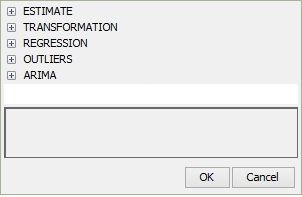 ESTIMATE
TRANSFORMATION
REGRESSION
OUTLIERS
ARIMA
OK Cancel